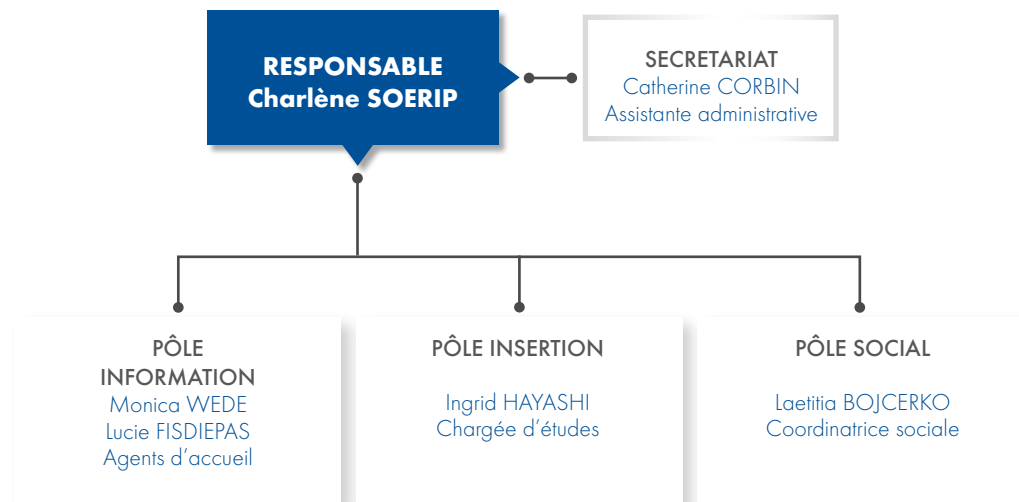 RESPONSABLE
Charlène SOERIP
SECRETARIAT
Catherine CORBIN
Assistante administrative
PÔLE
INFORMATION
Monica WEDE
Lucie FISDIEPAS
Agents d’accueil
PÔLE INSERTION
Ingrid HAYASHI
Chargée d’études
PÔLE SOCIAL
Laetitia BOJCERKO
Coordinatrice sociale